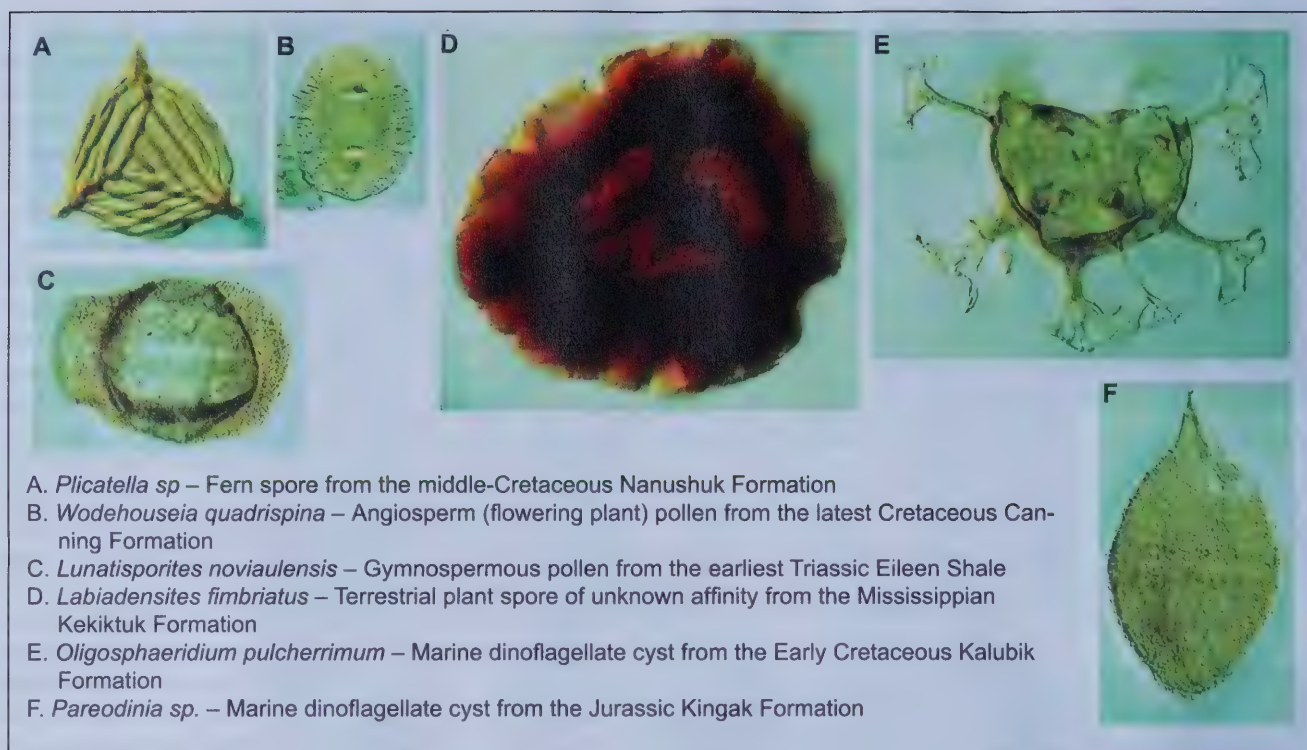 A
B
D
E
C
F
A. Plicatella sp – Fern spore from the middle-Cretaceous Nanushuk Formation
B. Wodehouseia quadrispina – Angiosperm (flowering plant) pollen from the latest Cretaceous Can-
ning Formation
C. Lunatisporites noviaulensis – Gymnospermous pollen from the earliest Triassic Eileen Shale
D. Labiadensites fimbriatus – Terrestrial plant spore of unknown affinity from the Mississippian
Kekiktuk Formation
E. Oligosphaeridium pulcherrimum – Marine dinoflagellate cyst from the Early Cretaceous Kalubik
Formation
F. Pareodinia sp. – Marine dinoflagellate cyst from the Jurassic Kingak Formation